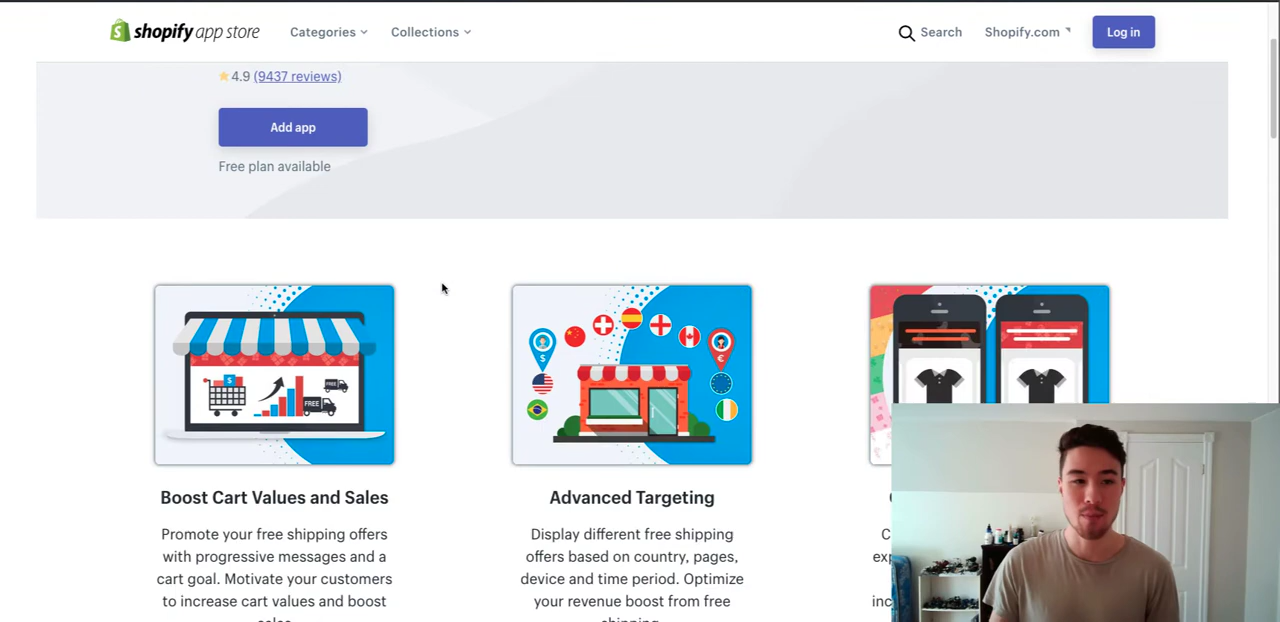 shopify app store
Categories
Collections
Search
Shopify.com
Log in
4.9 (9437 reviews)
Add app
Free plan available
$
FREE
FREE
$
€
Boost Cart Values and Sales
Promote your free shipping offers
with progressive messages and a
cart goal. Motivate your customers
to increase cart values and boost
Advanced Targeting
Display different free shipping
offers based on country, pages,
device and time period. Optimize
your revenue boost from free